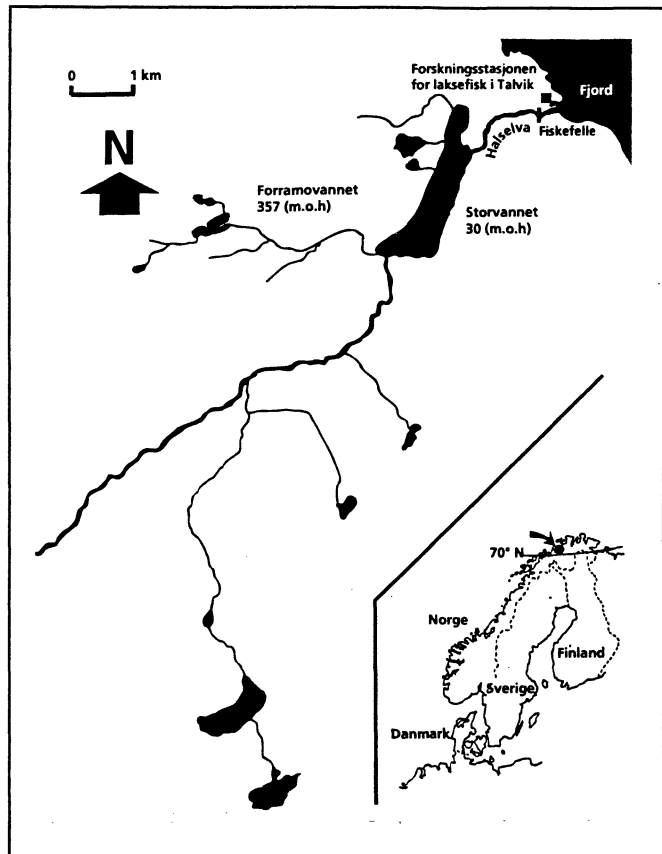 0 1 km
Forskningsstasjonen
for laksefisk i Talvik
Fjord
Halselva
Fiskefelle
N
Forramovannet
357 (m.o.h)
Storvannet
30 (m.o.h)
70° N
Norge
Finland
Sverige
Danmark